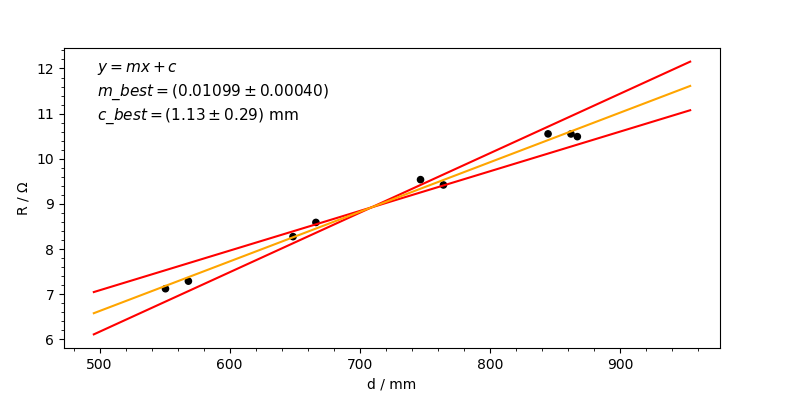 y = mx + c
m_best = (0.01099 ± 0.00040)
c_best = (1.13 ± 0.29) mm
12
11
10
9
8
7
6
R / Ω
500 600 700 800 900
d / mm